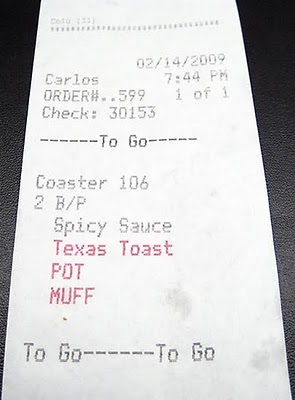 02/14/2009
Carlos 7:44 PM
ORDER#..599 1 of 1
Check: 30153
------To Go-----
Coaster 106
2 B/P
Spicy Sauce
Texas Toast
POT
MUFF
To Go------To Go